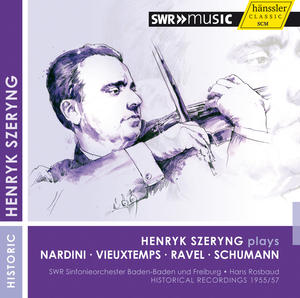 SWR»MUSIC
hänssler
CLASSIC
SCM
HISTORIC HENRYK SZERYNG
HENRYK SZERYNG plays
NARDINI · VIEUXTEMPS · RAVEL · SCHUMANN
SWR Sinfonieorchester Baden-Baden und Freiburg • Hans Rosbaud
HISTORICAL RECORDINGS 1955/57